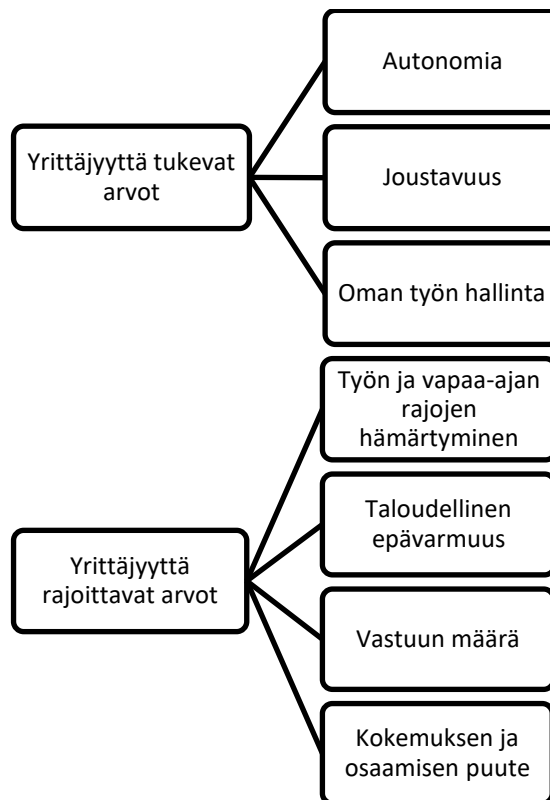 Yrittäjyyttä tukevat
arvot
Autonomia
Joustavuus
Oman työn hallinta
Yrittäjyyttä
rajoittavat arvot
Työn ja vapaa-ajan
rajojen
hämärtyminen
Taloudellinen
epävarmuus
Vastuun määrä
Kokemuksen ja
osaamisen puute